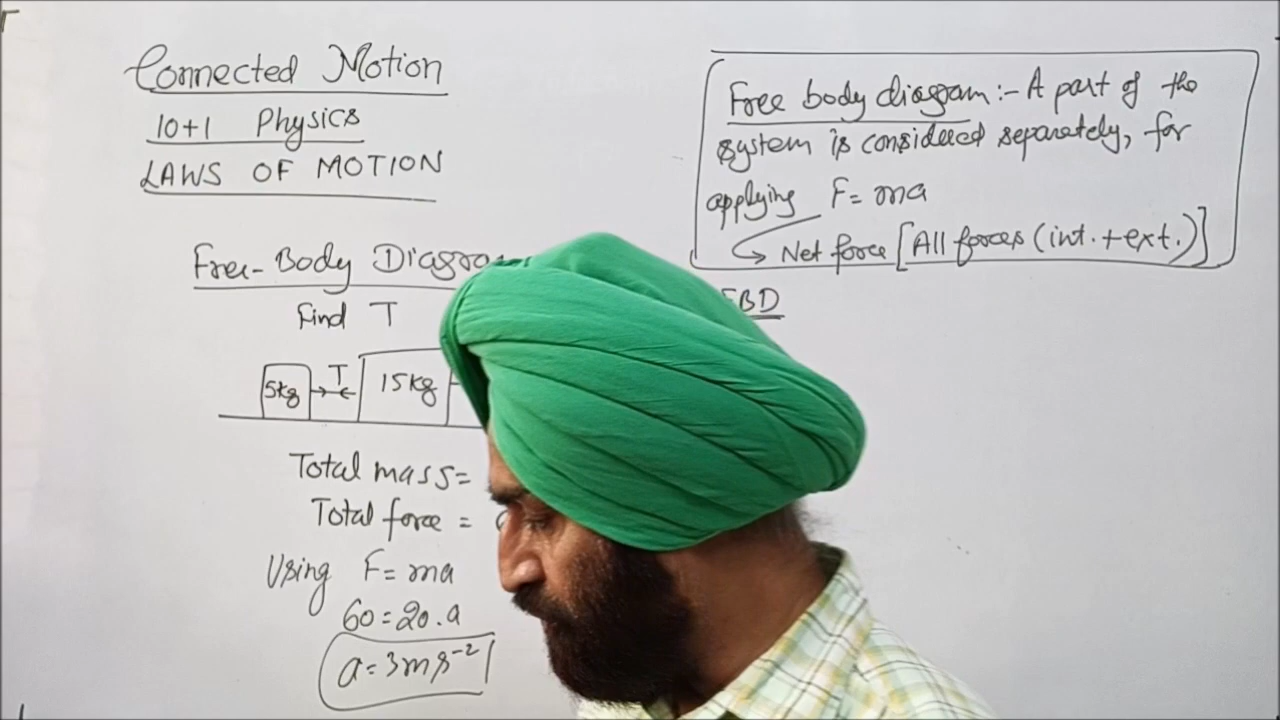 Connected Motion
10+1 Physics
LAWS OF MOTION
Free-Body
Find T
5kg T 15kg
Total mass=
Total force =
Using F=ma
60=20.a
a=3ms⁻²
Free body diagram:- A part of the
system is considered separately, for
applying F=ma
Net force [All forces (int.+ext.)]